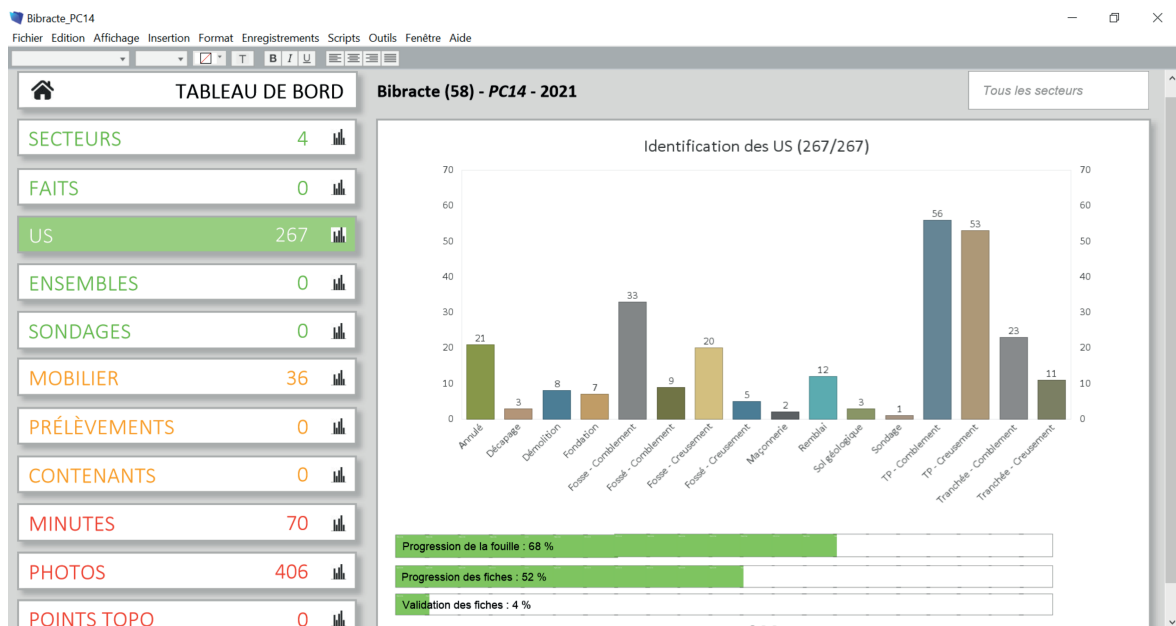 Bibracte_PC14
Fichier Edition Affichage Insertion Format Enregistrements Scripts Outils Fenêtre Aide
T B I U
TABLEAU DE BORD
Bibracte (58) - PC14 - 2021
Tous les secteurs
SECTEURS 4
FAITS 0
US 267
ENSEMBLES 0
SONDAGES 0
MOBILIER 36
PRÉLÈVEMENTS 0
CONTENANTS 0
MINUTES 70
PHOTOS 406
POINTS TOPO 0
Identification des US (267/267)
70 70
60 60
50 50
40 40
30 30
20 20
10 10
0 0
21 3 8 7 33 9 20 5 2 12 3 1 56 53 23 11
Annulé
Décapage
Démolition
Fondation
Fosse - Comblement
Fossé - Comblement
Fosse - Creusement
Fossé - Creusement
Maçonnerie
Remblai
Sol géologique
Sondage
TP - Comblement
TP - Creusement
Tranchée - Comblement
Tranchée - Creusement
Progression de la fouille : 68 %
Progression des fiches : 52 %
Validation des fiches : 4 %